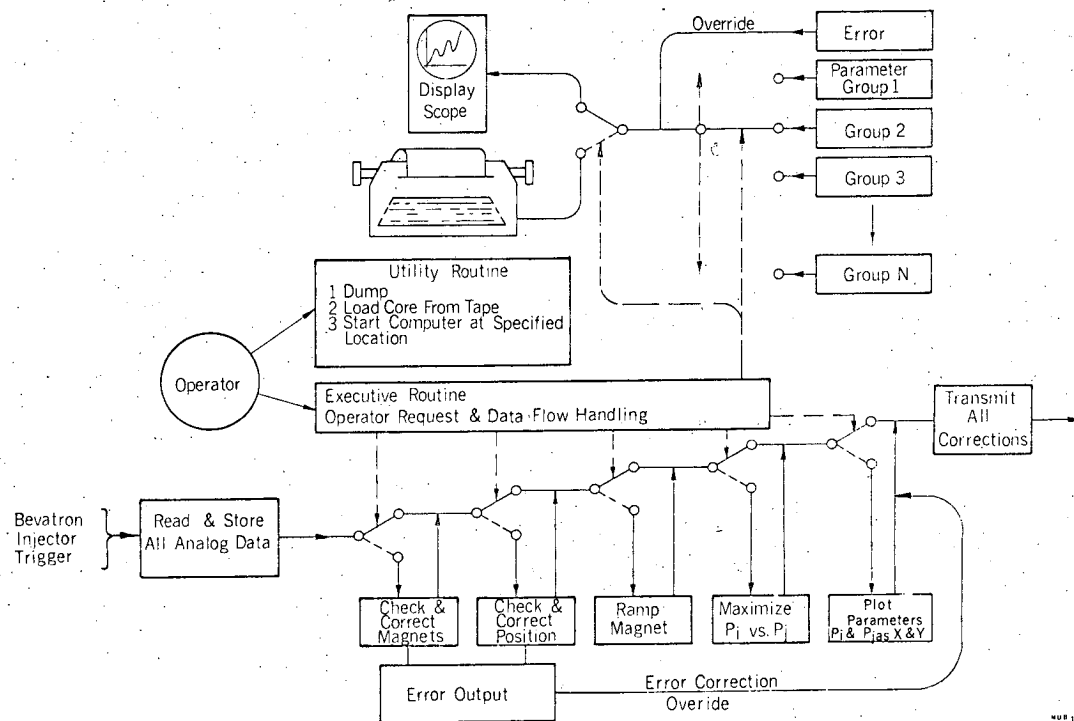 Override
Error
Parameter
Group 1
Group 2
Group 3
Group N
Display
Scope
Utility Routine
1 Dump
2 Load Core From Tape
3 Start Computer at Specified
Location
Operator
Executive Routine
Operator Request & Data Flow Handling
Transmit
All
Corrections
Bevatron
Injector
Trigger
Read & Store
All Analog Data
Check &
Correct
Magnets
Check &
Correct
Position
Ramp
Magnet
Maximize
Pi vs. Pj
Plot
Parameters
Pi & Pj as X & Y
Error Output
Error Correction
Override